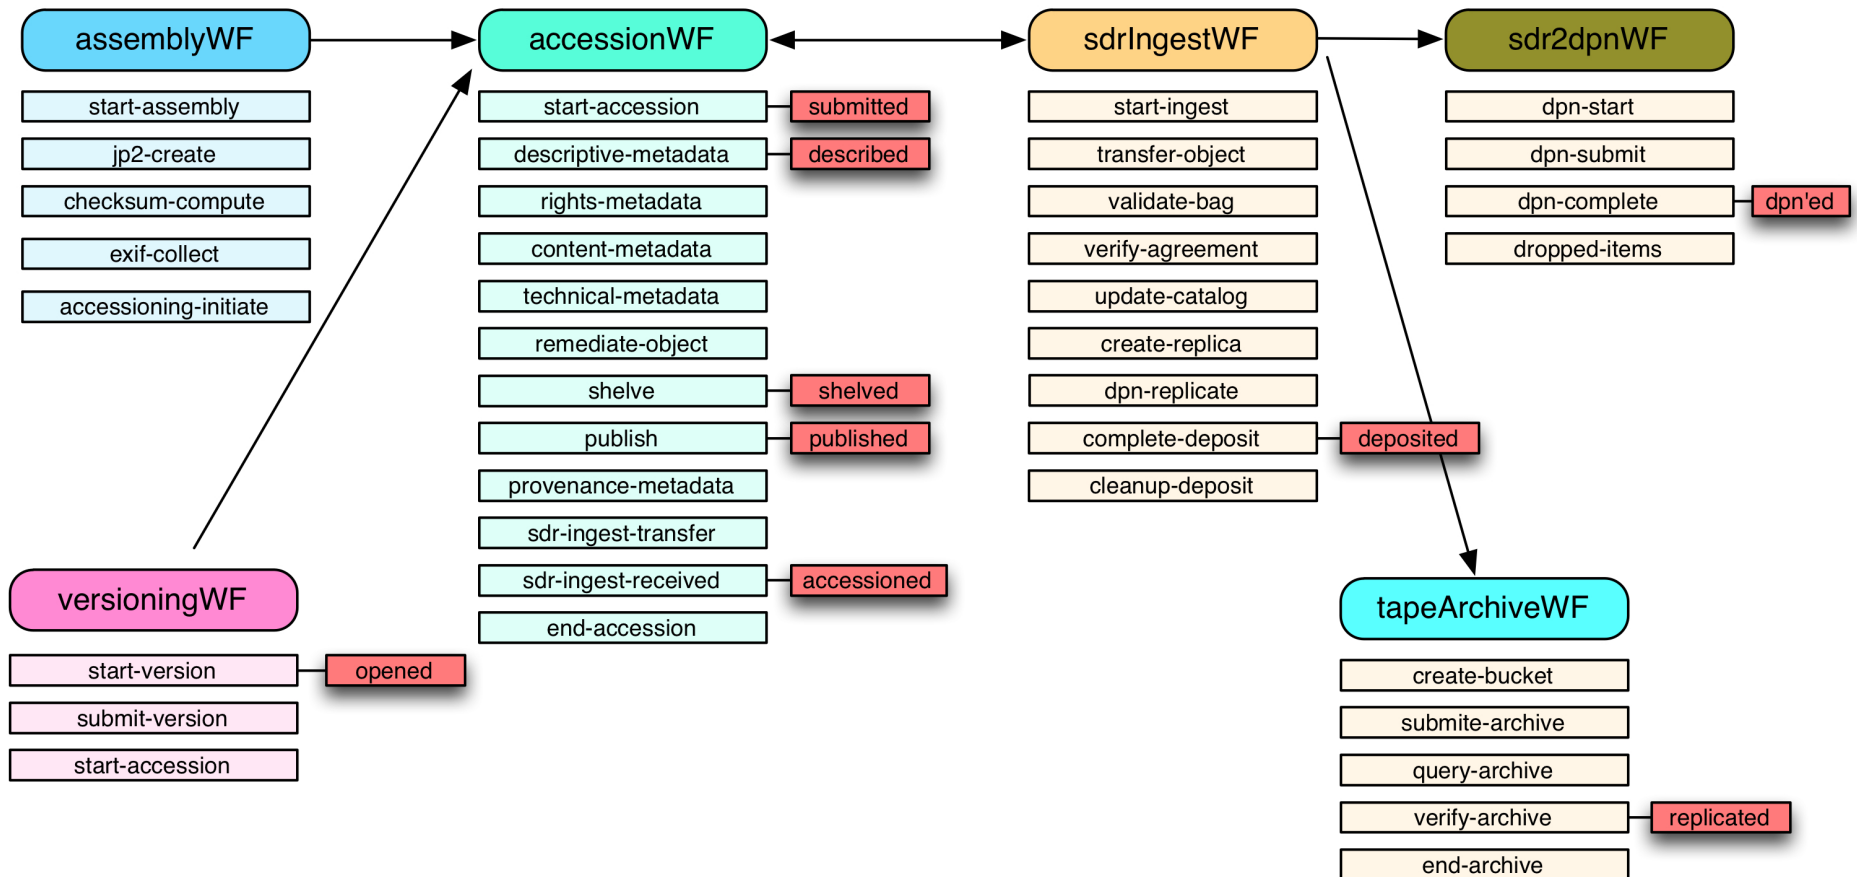 assemblyWF
start-assembly
jp2-create
checksum-compute
exif-collect
accessioning-initiate
versioningWF
start-version
opened
submit-version
start-accession
accessionWF
start-accession
submitted
descriptive-metadata
described
rights-metadata
content-metadata
technical-metadata
remediate-object
shelve
shelved
publish
published
provenance-metadata
sdr-ingest-transfer
sdr-ingest-received
accessioned
end-accession
sdrIngestWF
start-ingest
transfer-object
validate-bag
verify-agreement
update-catalog
create-replica
dpn-replicate
complete-deposit
deposited
cleanup-deposit
sdr2dpnWF
dpn-start
dpn-submit
dpn-complete
dpn'ed
dropped-items
tapeArchiveWF
create-bucket
submite-archive
query-archive
verify-archive
replicated
end-archive